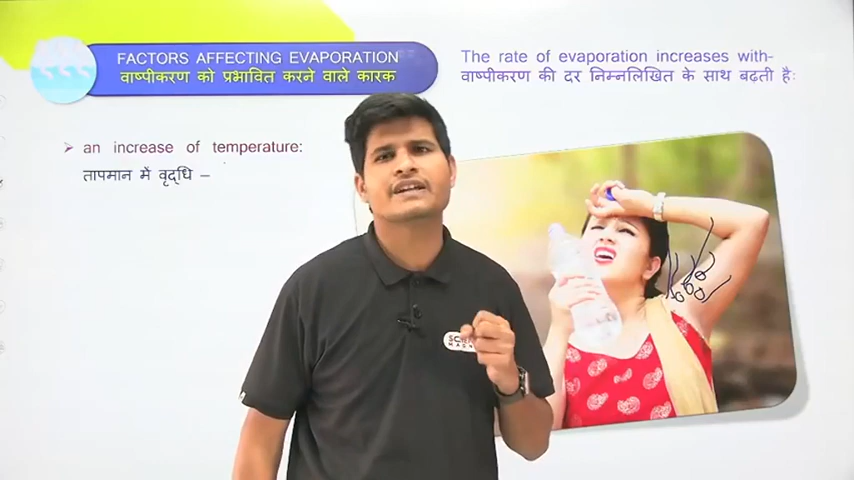 FACTORS AFFECTING EVAPORATION
वाष्पीकरण को प्रभावित करने वाले कारक
The rate of evaporation increases with-
वाष्पीकरण की दर निम्नलिखित के साथ बढ़ती है:
➢ an increase of temperature:
तापमान में वृद्धि –